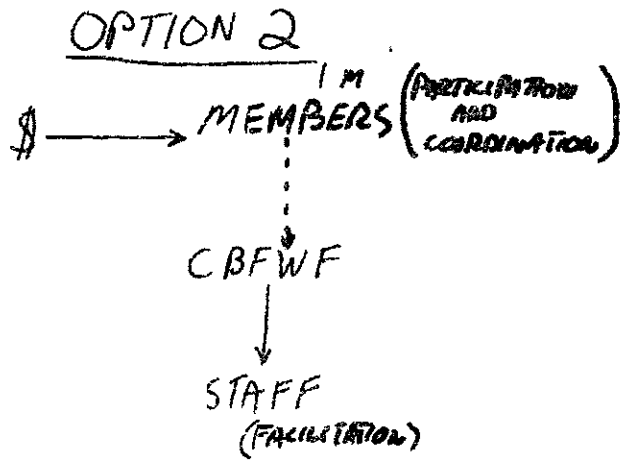 OPTION 2
1 M
$ MEMBERS (PARTICIPATION
AND
COORDINATION)
CBFWF
STAFF
(FACILITATION)